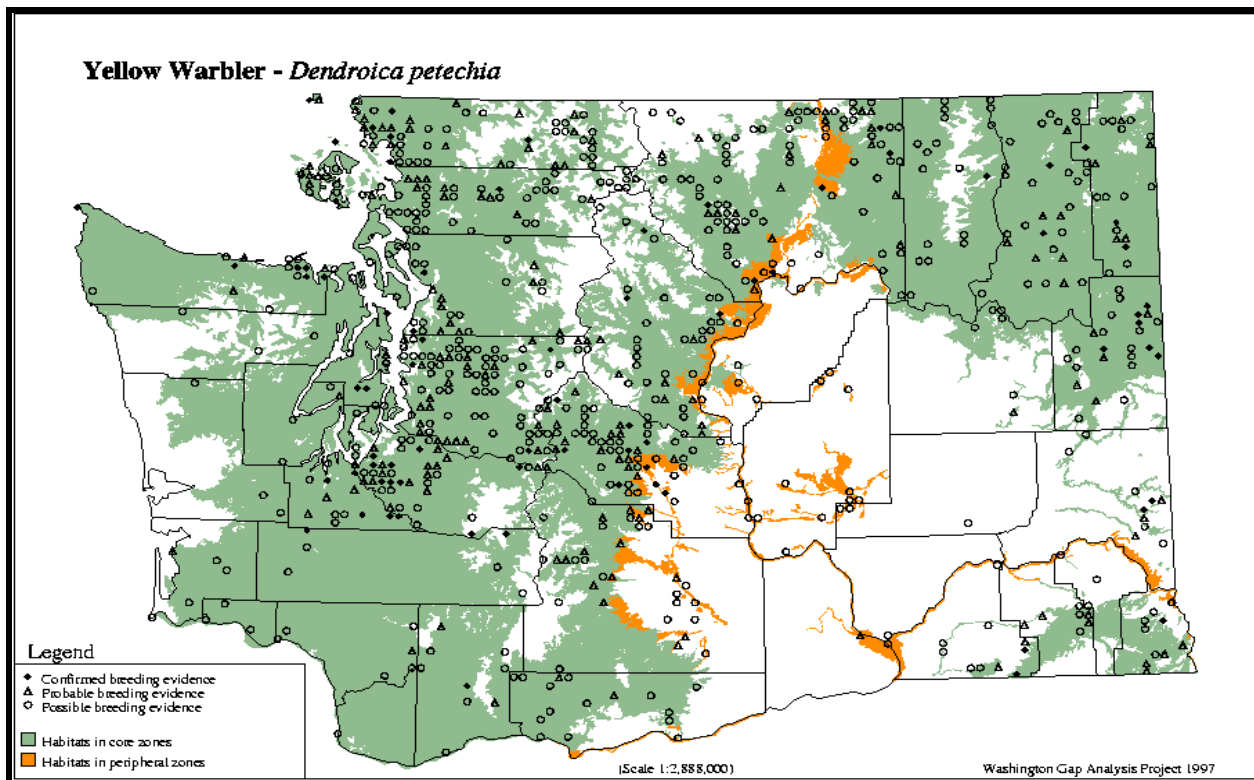 Yellow Warbler - Dendroica petechia
Legend
Confirmed breeding evidence
Probable breeding evidence
Possible breeding evidence
Habitats in core zones
Habitats in peripheral zones
(Scale 1:2,888,000)
Washington Gap Analysis Project 1997